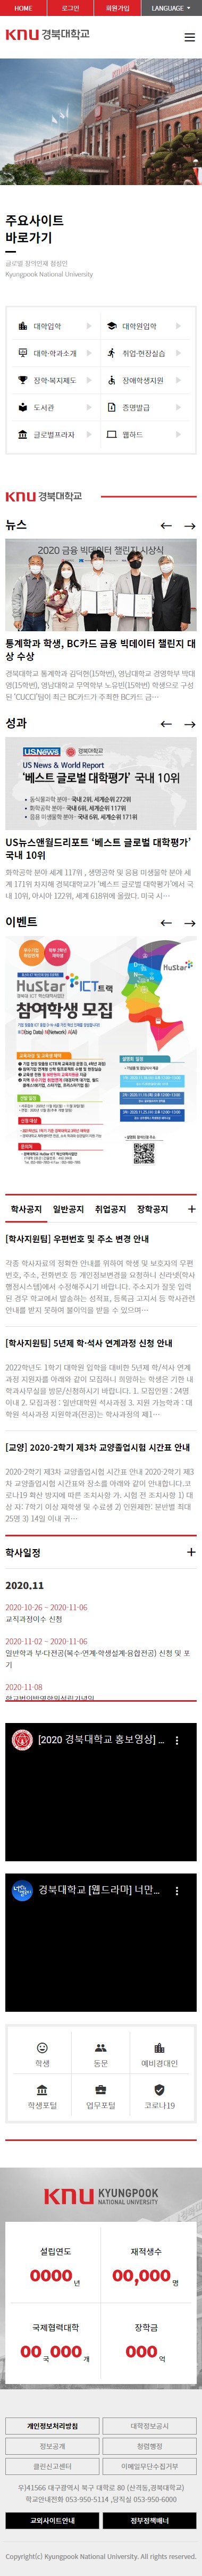 HOME 로그인 회원가입 LANGUAGE
KNU 경북대학교
주요사이트
바로가기
글로벌 창의인재 첨성인
Kyungpook National University
대학입학 대학원입학
대학·학과소개 취업·현장실습
장학·복지제도 장애학생지원
도서관 증명발급
글로벌프라자 웹하드
KNU 경북대학교
뉴스
2020 금융 빅데이터 챌린지 시상식
통계학과 학생, BC카드 금융 빅데이터 챌린지 대
상 수상
경북대학교 통계학과 김덕현(15학번), 영남대학교 경영학부 박대
영(15학번), 영남대학교 무역학부 노유빈(15학번) 학생으로 구성
된 'CUCCI'팀이 최근 BC카드가 주최한 BC카드 금…
성과
US News 경북대학교
US News & World Report
'베스트 글로벌 대학평가' 국내 10위
• 동식물과학 분야 – 국내 2위, 세계순위 272위
• 화학공학 분야 – 국내 6위, 세계순위 117위
• 응용 미생물학 분야 – 국내 6위, 세계순위 171위
US뉴스앤월드리포트 '베스트 글로벌 대학평가'
국내 10위
화학공학 분야 세계 117위 , 생명공학 및 응용 미생물학 분야 세
계 171위 차지해 경북대학교가 '베스트 글로벌 대학평가'에서 국
내 10위, 아시아 122위, 세계 618위에 올랐다. 미국 시…
이벤트
HuStar
HuStar ICT 트랙
참여학생 모집
학사공지 일반공지 취업공지 장학공지
[학사지원팀] 우편번호 및 주소 변경 안내
각종 학사자료의 정확한 안내를 위하여 학생 및 보호자의 우편
번호, 주소, 전화번호 등 개인정보변경을 요청하니 신라넷(학사
행정시스템)에서 수정해주시기 바랍니다. 주소지가 잘못 입력
된 경우 학교에서 발송하는 성적표, 등록금 고지서 등 학사관련
안내를 받지 못하여 불이익을 받을 수 있으며…
[학사지원팀] 5년제 학·석사 연계과정 신청 안내
2022학년도 1학기 대학원 입학을 대비한 5년제 학/석사 연계
과정 지원자를 아래와 같이 모집하니 희망하는 학생은 기한 내
학과사무실을 방문/신청하시기 바랍니다. 1. 모집인원 : 24명
이내 2. 모집과정 : 일반대학원 석사과정 3. 지원 가능학과 : 대
학원 석사과정 지원학과(전공)는 학사과정의 제1…
[교양] 2020-2학기 제3차 교양졸업시험 시간표 안내
2020-2학기 제3차 교양졸업시험 시간표 안내 2020-2학기 제3
차 교양졸업시험 시간표와 장소를 아래와 같이 안내합니다.코
로나19 확산 방지에 따른 조치사항 가. 시험 전 조치사항 1) 대
상 자: 7학기 이상 재학생 및 수료생 2) 인원제한: 분반별 최대
25명 3) 14일 이내 귀…
학사일정
2020.11
2020-10-26 ~ 2020-11-06
교직과정이수 신청
2020-11-02 ~ 2020-11-06
일반학과 부·다전공(복수·연계·학생설계·융합전공) 신청 및 포
기
2020-11-08
[2020 경북대학교 홍보영상] ...
경북대학교 [웹드라마] 너만...
학생 동문 예비경대인
학생포털 업무포털 코로나19
KNU KYUNGPOOK
NATIONAL UNIVERSITY
설립연도 재적생수
0000년 00,000명
국제협력대학 장학금
00국 000개 000억
개인정보처리방침 대학정보공시
정보공개 청렴행정
클린신고센터 이메일무단수집거부
우)41566 대구광역시 북구 대학로 80 (산격동,경북대학교)
학교안내전화 053-950-5114 ,당직실 053-950-6000
교외사이트안내 정부정책배너
Copyright(c) Kyungpook National University. All rights reserved.